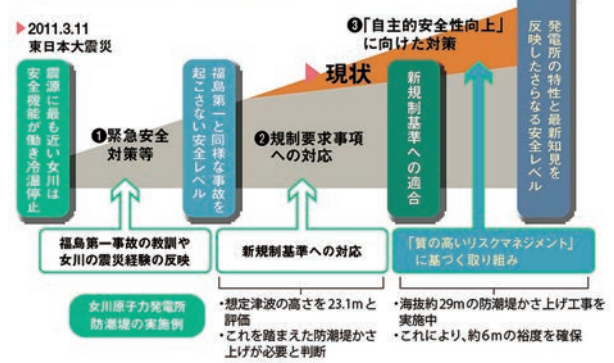 ▶2011.3.11
東日本大震災
震源に最も近い女川は
安全機能が働き冷温停止
❶緊急安全
対策等
福島第一と同様な事故を
起こさない安全レベル
❷規制要求事項
への対応
❸「自主的安全性向上」
に向けた対策
▶現状
新規制基準への適合
発電所の特性と最新知見を
反映したさらなる安全レベル
福島第一事故の教訓や
女川の震災経験の反映
新規制基準への対応
「質の高いリスクマネジメント」
に基づく取り組み
女川原子力発電所
防潮堤の実施例
・想定津波の高さを23.1mと
評価
・これを踏まえた防潮堤かさ
上げが必要と判断
・海抜約29mの防潮堤かさ上げ工事を
実施中
・これにより、約6mの裕度を確保